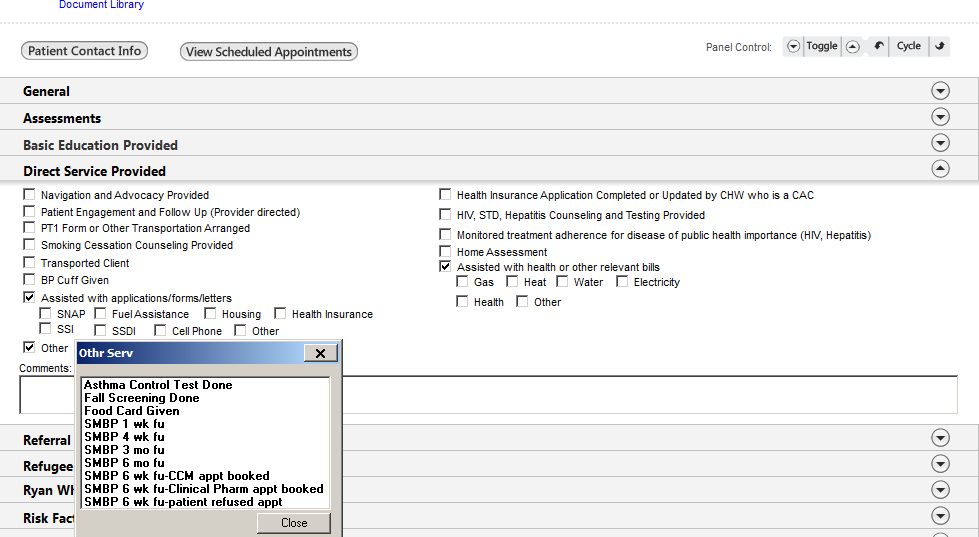 Document Library
Patient Contact Info
View Scheduled Appointments
Panel Control:
Toggle
Cycle
General
Assessments
Basic Education Provided
Direct Service Provided
Navigation and Advocacy Provided
Patient Engagement and Follow Up (Provider directed)
PT1 Form or Other Transportation Arranged
Smoking Cessation Counseling Provided
Transported Client
BP Cuff Given
Assisted with applications/forms/letters
SNAP Fuel Assistance Housing Health Insurance
SSI SSDI Cell Phone Other
Other
Health Insurance Application Completed or Updated by CHW who is a CAC
HIV, STD, Hepatitis Counseling and Testing Provided
Monitored treatment adherence for disease of public health importance (HIV, Hepatitis)
Home Assessment
Assisted with health or other relevant bills
Gas Heat Water Electricity
Health Other
Comments:
Othr Serv
Asthma Control Test Done
Fall Screening Done
Food Card Given
SMBP 1 wk fu
SMBP 4 wk fu
SMBP 3 mo fu
SMBP 6 mo fu
SMBP 6 wk fu-CCM appt booked
SMBP 6 wk fu-Clinical Pharm appt booked
SMBP 6 wk fu-patient refused appt
Close
Referral
Refugee
Ryan
Risk